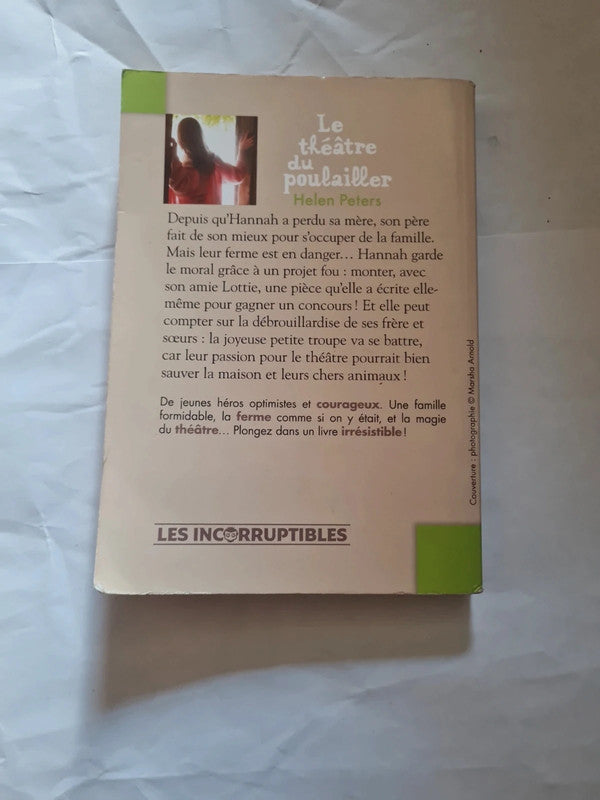 Le
théâtre
du
poulailler
Helen Peters
Depuis qu'Hannah a perdu sa mère, son père
fait de son mieux pour s'occuper de la famille.
Mais leur ferme est en danger... Hannah garde
le moral grâce à un projet fou : monter, avec
son amie Lottie, une pièce qu'elle a écrite elle-
même pour gagner un concours ! Et elle peut
compter sur la débrouillardise de ses frère et
sœurs : la joyeuse petite troupe va se battre,
car leur passion pour le théâtre pourrait bien
sauver la maison et leurs chers animaux !
De jeunes héros optimistes et courageux. Une famille
formidable, la ferme comme si on y était, et la magie
du théâtre... Plongez dans un livre irrésistible !
Couverture : photographie © Marsha Arnold
LES INCORRUPTIBLES